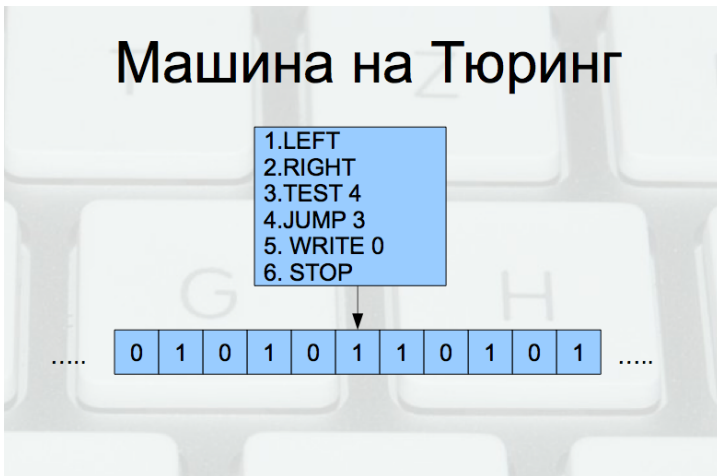 Машина на Тюринг
1.LEFT
2.RIGHT
3.TEST 4
4.JUMP 3
5. WRITE 0
6. STOP
..... 0 1 0 1 0 1 1 0 1 0 1 .....
T
Z
G
H